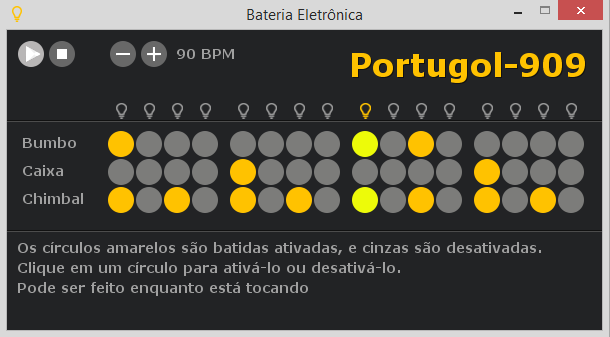 Bateria Eletrônica
90 BPM
Portugol-909
Bumbo
Caixa
Chimbal
Os círculos amarelos são batidas ativadas, e cinzas são desativadas.
Clique em um círculo para ativá-lo ou desativá-lo.
Pode ser feito enquanto está tocando